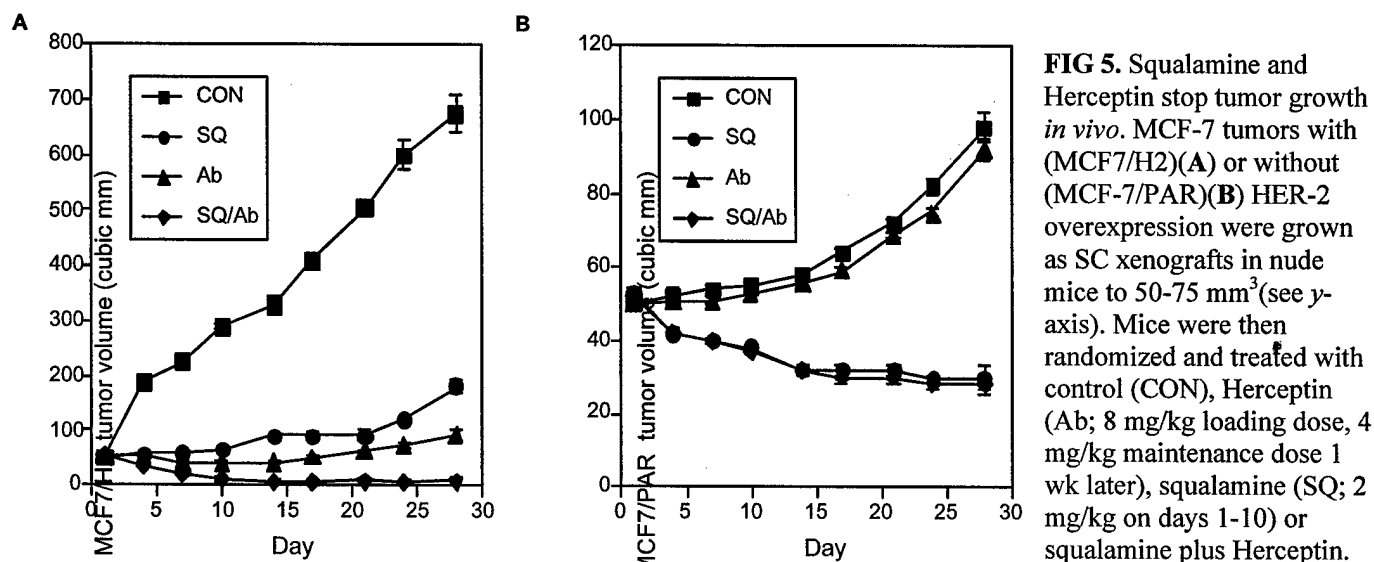 A
800
700
600
500
400
300
200
100
0
0
5
10
15
20
25
30
CON
SQ
Ab
SQ/Ab
MCF7/H tumor volume (cubic mm)
Day
B
120
100
80
60
40
20
0
0
5
10
15
20
25
30
CON
SQ
Ab
SQ/Ab
MCF7/PAR tumor volume (cubic mm)
Day
FIG 5. Squalamine and
Herceptin stop tumor growth
in vivo. MCF-7 tumors with
(MCF7/H2)(A) or without
(MCF-7/PAR)(B) HER-2
overexpression were grown
as SC xenografts in nude
mice to 50-75 mm³(see y-
axis). Mice were then
randomized and treated with
control (CON), Herceptin
(Ab; 8 mg/kg loading dose, 4
mg/kg maintenance dose 1
wk later), squalamine (SQ; 2
mg/kg on days 1-10) or
squalamine plus Herceptin.